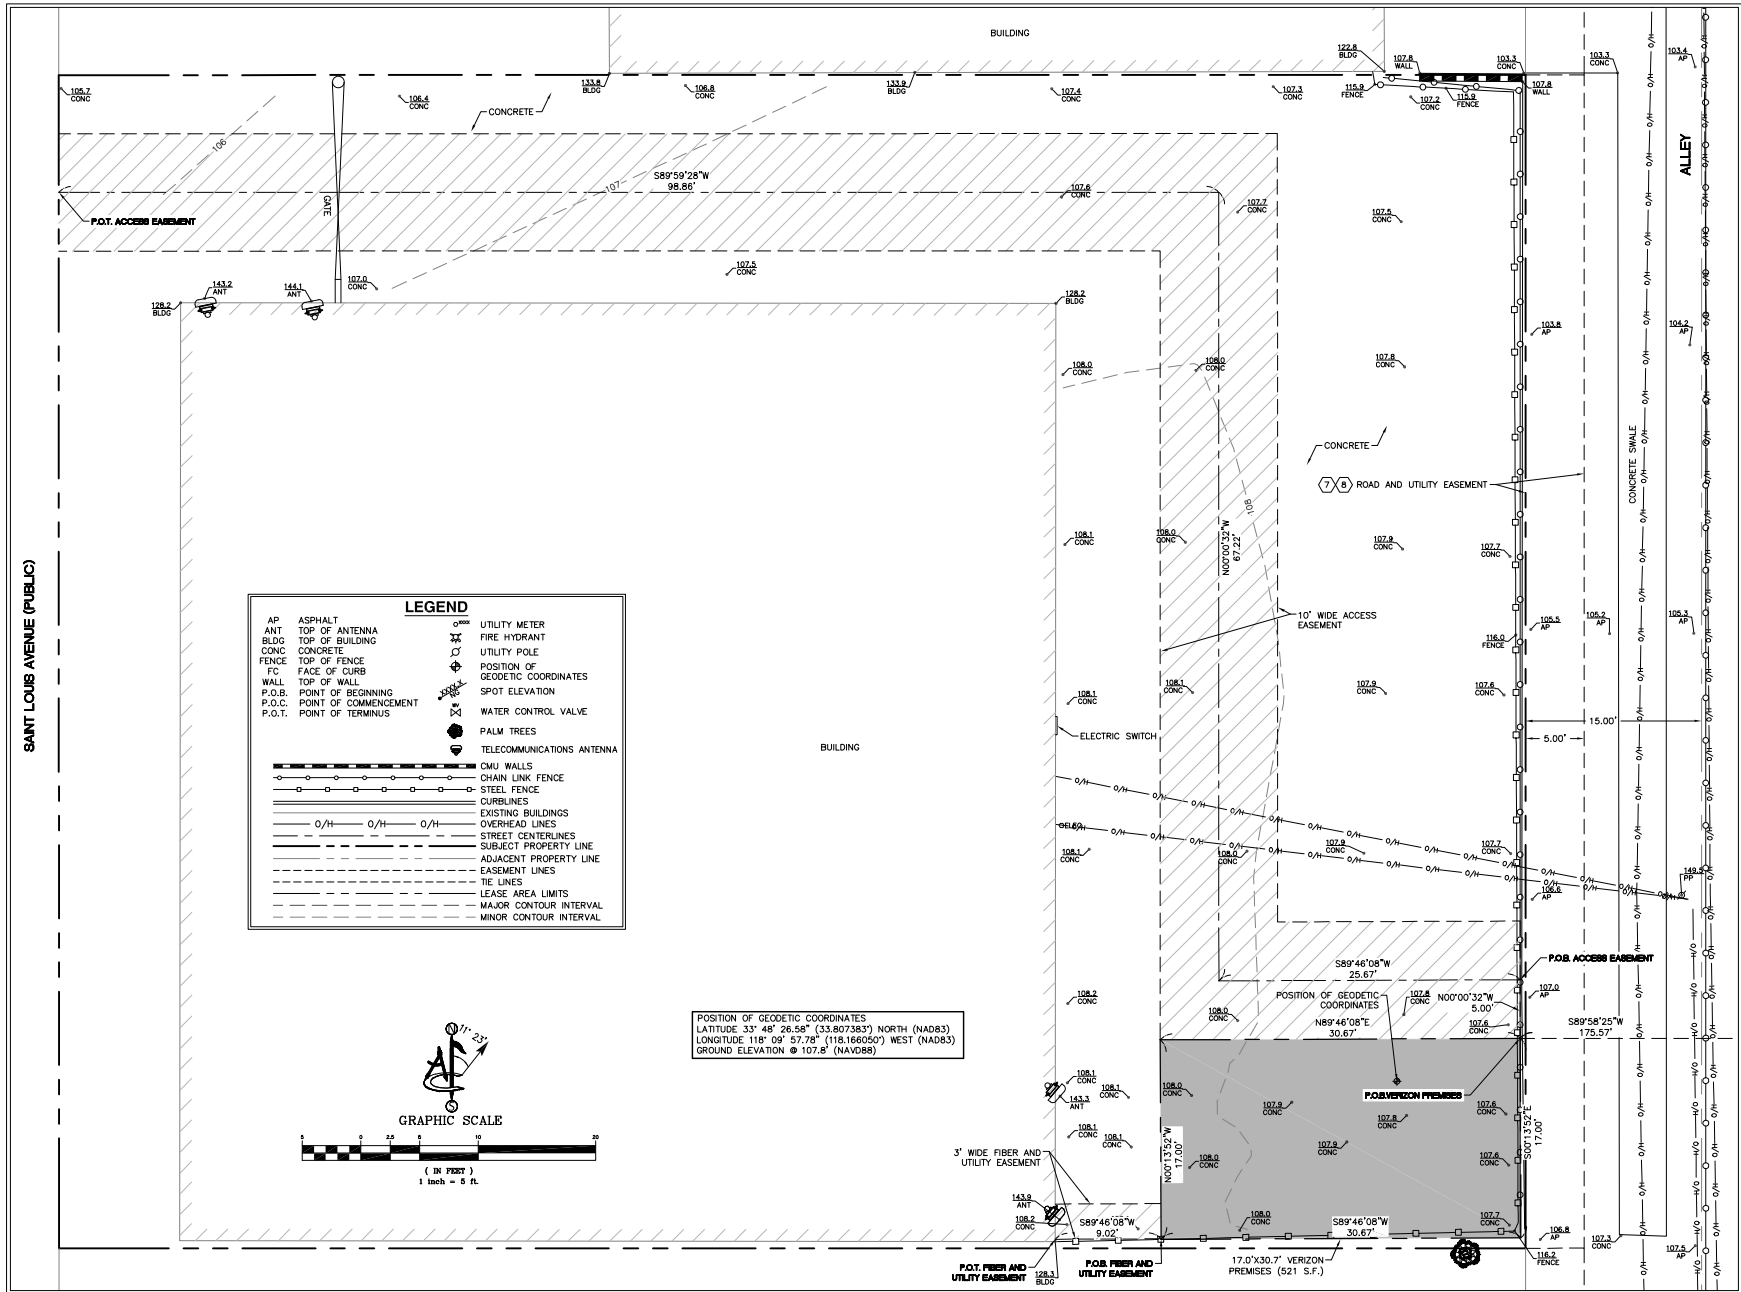 BUILDING
122.8
BLDG
107.8
WALL
103.3
CONC
103.3
CONC
103.4
AP
105.7
CONC
106.4
CONC
133.8
BLDG
106.8
CONC
133.9
BLDG
107.4
CONC
107.3
CONC
115.9
FENCE
107.2
CONC
115.9
FENCE
107.8
WALL
CONCRETE
106
107
S89°59'28"W
98.86'
GATE
P.O.T. ACCESS EASEMENT
107.6
CONC
107.7
CONC
107.5
CONC
ALLEY
107.5
CONC
107.0
CONC
143.2
ANT
144.1
ANT
128.2
BLDG
128.2
BLDG
103.8
AP
104.2
AP
108.0
CONC
108.0
CONC
107.8
CONC
CONCRETE
7 8 ROAD AND UTILITY EASEMENT
CONCRETE SWALE
108
N00°00'32"W
67.22'
108.1
CONC
108.0
CONC
107.9
CONC
107.7
CONC
SAINT LOUIS AVENUE (PUBLIC)
10' WIDE ACCESS
EASEMENT
116.0
FENCE
105.5
AP
105.2
AP
105.3
AP
108.1
CONC
108.1
CONC
107.9
CONC
107.6
CONC
15.00'
5.00'
ELECTRIC SWITCH
BUILDING
LEGEND
AP ASPHALT
ANT TOP OF ANTENNA
BLDG TOP OF BUILDING
CONC CONCRETE
FENCE TOP OF FENCE
FC FACE OF CURB
WALL TOP OF WALL
P.O.B. POINT OF BEGINNING
P.O.C. POINT OF COMMENCEMENT
P.O.T. POINT OF TERMINUS
UTILITY METER
FIRE HYDRANT
UTILITY POLE
POSITION OF
GEODETIC COORDINATES
SPOT ELEVATION
WATER CONTROL VALVE
PALM TREES
TELECOMMUNICATIONS ANTENNA
CMU WALLS
CHAIN LINK FENCE
STEEL FENCE
CURBLINES
EXISTING BUILDINGS
O/H O/H O/H OVERHEAD LINES
STREET CENTERLINES
SUBJECT PROPERTY LINE
ADJACENT PROPERTY LINE
EASEMENT LINES
TIE LINES
LEASE AREA LIMITS
MAJOR CONTOUR INTERVAL
MINOR CONTOUR INTERVAL
108.1
CONC
108.0
CONC
107.9
CONC
107.7
CONC
149.5
PP
106.6
AP
S89°46'08"W
25.67'
P.O.B. ACCESS EASEMENT
POSITION OF GEODETIC
COORDINATES
107.8
CONC
N00°00'32"W
5.00'
107.0
AP
108.2
CONC
108.0
CONC
N89°46'08"E
30.67'
107.6
CONC
S89°58'25"W
175.57'
POSITION OF GEODETIC COORDINATES
LATITUDE 33° 48' 26.58" (33.807383°) NORTH (NAD83)
LONGITUDE 118° 09' 57.78" (118.166050°) WEST (NAD83)
GROUND ELEVATION @ 107.8' (NAVD88)
N
11° 23'
S
GRAPHIC SCALE
5 0 2.5 5 10 20
( IN FEET )
1 inch = 5 ft.
108.1
CONC
108.1
CONC
143.3
ANT
108.0
CONC
P.O.B. VERIZON PREMISES
107.9
CONC
107.8
CONC
107.6
CONC
108.1
CONC
108.1
CONC
107.9
CONC
S00°13'52"E
17.00'
N00°13'52"W
17.00'
108.0
CONC
107.6
CONC
3' WIDE FIBER AND
UTILITY EASEMENT
143.9
ANT
108.2
CONC
S89°46'08"W
9.02'
108.0
CONC
S89°46'08"W
30.67'
107.7
CONC
106.8
AP
107.3
CONC
107.5
AP
116.2
FENCE
P.O.T. FIBER AND
UTILITY EASEMENT
128.3
BLDG
P.O.B. FIBER AND
UTILITY EASEMENT
17.0'X30.7' VERIZON
PREMISES (521 S.F.)